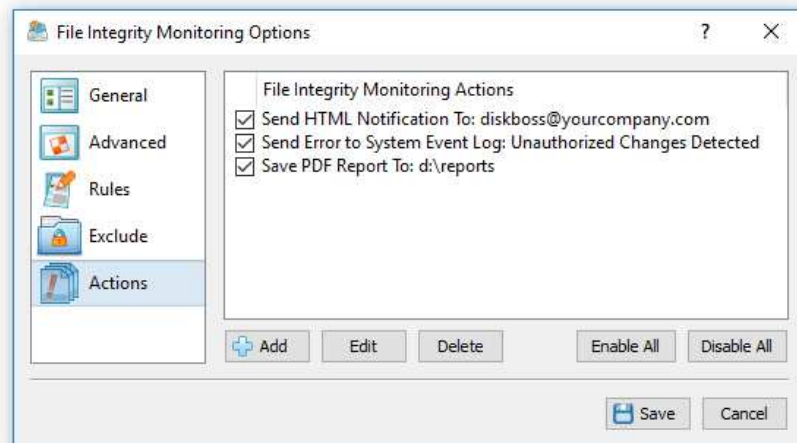 File Integrity Monitoring Options
?
General
Advanced
Rules
Exclude
Actions
File Integrity Monitoring Actions
Send HTML Notification To: diskboss@yourcompany.com
Send Error to System Event Log: Unauthorized Changes Detected
Save PDF Report To: d:\reports
Add
Edit
Delete
Enable All
Disable All
Save
Cancel